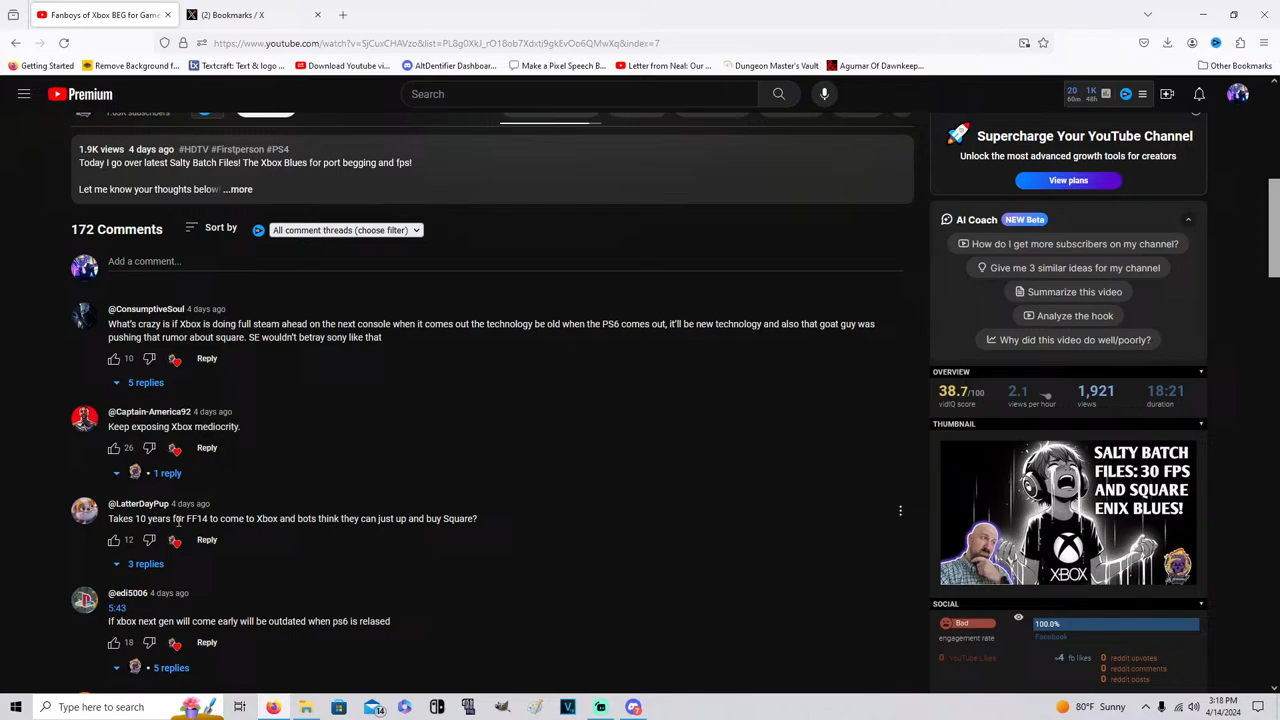 Fanboys of Xbox BEG for Game
(2) Bookmarks / X
https://www.youtube.com/watch?v=SjCuxCHAVzo&list=PL8g0XkJ_rO18ob7Xdxti9gkEvOo6QMwXq&index=7
Getting Started
Remove Background f...
Textcraft: Text & logo ...
Download Youtube vi...
AltDentifier Dashboar...
Make a Pixel Speech B...
Letter from Neal: Our ...
Dungeon Master's Vault
Agumar Of Dawnkeep...
Other Bookmarks
Premium
Search
20 1K
60m 48h
1.9K views 4 days ago #HDTV #Firstperson #PS4
Today I go over latest Salty Batch Files! The Xbox Blues for port begging and fps!
Let me know your thoughts below! ...more
172 Comments
Sort by
All comment threads (choose filter)
Add a comment...
@ConsumptiveSoul 4 days ago
What's crazy is if Xbox is doing full steam ahead on the next console when it comes out the technology be old when the PS6 comes out, it'll be new technology and also that goat guy was
pushing that rumor about square. SE wouldn't betray sony like that
10 Reply
5 replies
@Captain-America92 4 days ago
Keep exposing Xbox mediocrity.
26 Reply
• 1 reply
@LatterDayPup 4 days ago
Takes 10 years for FF14 to come to Xbox and bots think they can just up and buy Square?
12 Reply
3 replies
@edi5006 4 days ago
5:43
If xbox next gen will come early will be outdated when ps6 is relased
18 Reply
• 5 replies
Supercharge Your YouTube Channel
Unlock the most advanced growth tools for creators
View plans
AI Coach NEW Beta
How do I get more subscribers on my channel?
Give me 3 similar ideas for my channel
Summarize this video
Analyze the hook
Why did this video do well/poorly?
OVERVIEW
38.7/100 2.1 1,921 18:21
vidIQ score views per hour views duration
THUMBNAIL
SALTY BATCH
FILES: 30 FPS
AND SQUARE
ENIX BLUES!
XBOX
SOCIAL
Bad
engagement rate
100.0%
Facebook
0 YouTube Likes
4 fb likes
0 reddit upvotes
0 reddit comments
0 reddit posts
Type here to search
14
80°F Sunny
3:18 PM
4/14/2024